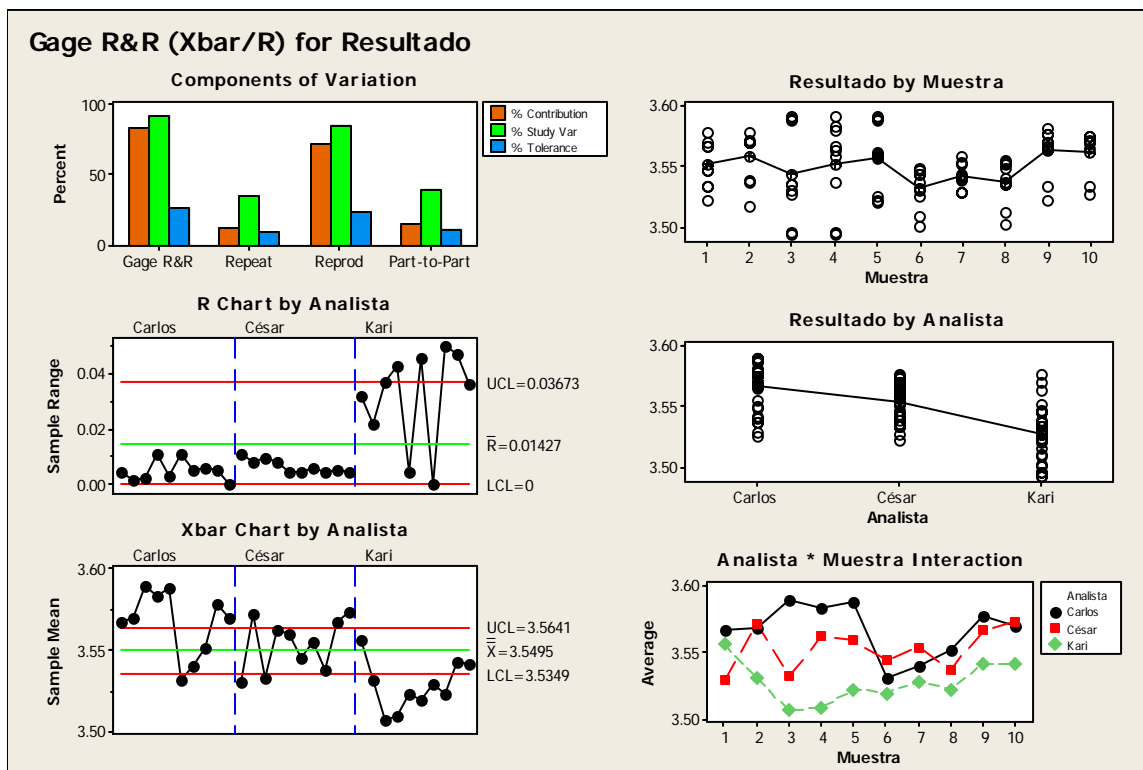 Gage R&R (Xbar/R) for Resultado
Components of Variation
100
50
0
Percent
Gage R&R Repeat Reprod Part-to-Part
% Contribution
% Study Var
% Tolerance
R Chart by Analista
Carlos César Kari
0.04
0.02
0.00
Sample Range
UCL=0.03673
R̅=0.01427
LCL=0
Xbar Chart by Analista
Carlos César Kari
3.60
3.55
3.50
Sample Mean
UCL=3.5641
X̿=3.5495
LCL=3.5349
Resultado by Muestra
3.60
3.55
3.50
1 2 3 4 5 6 7 8 9 10
Muestra
Resultado by Analista
3.60
3.55
3.50
Carlos César Kari
Analista
Analista * Muestra Interaction
3.60
3.55
3.50
Average
1 2 3 4 5 6 7 8 9 10
Muestra
Analista
Carlos
César
Kari